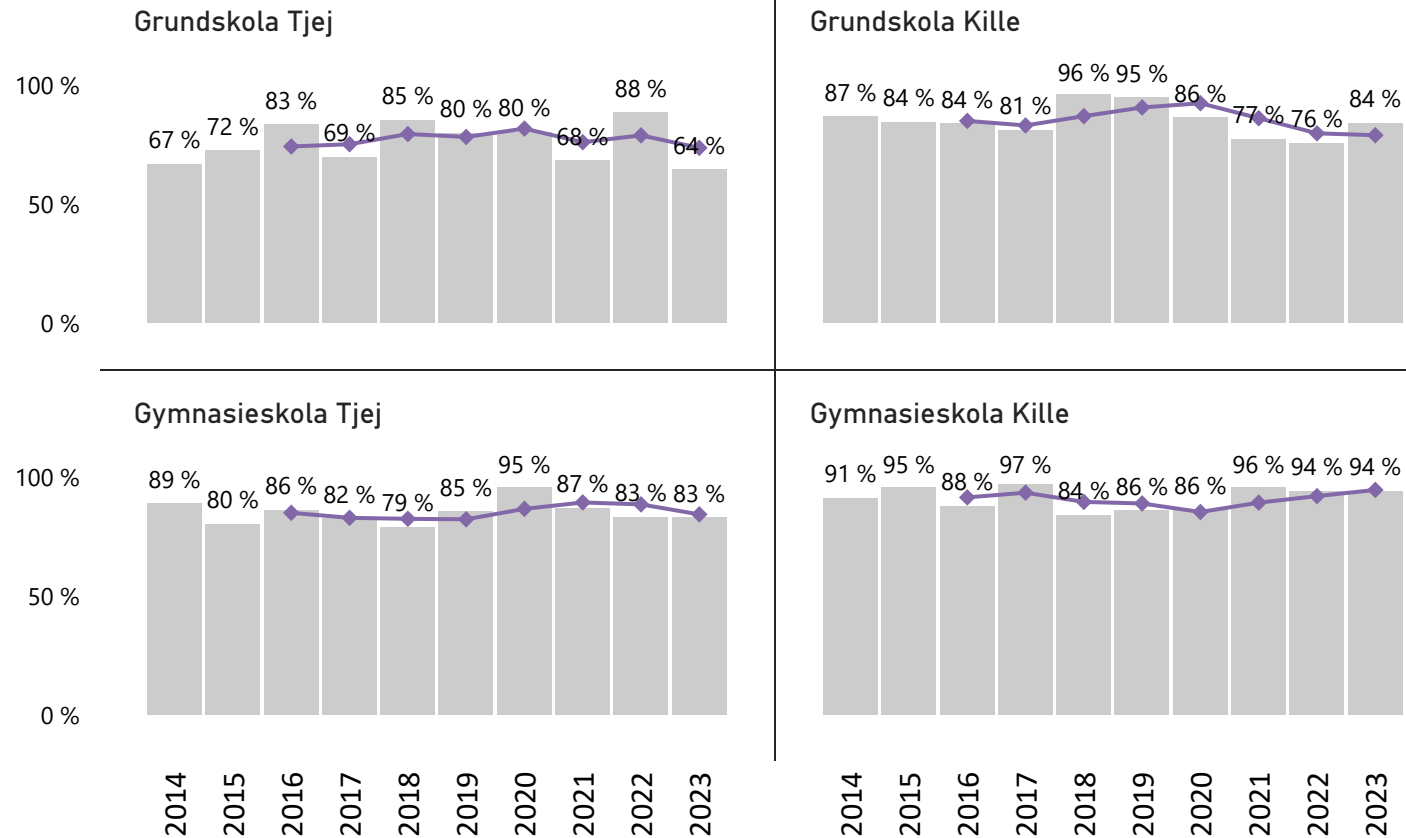 Grundskola Tjej
100 %
50 %
0 %
67 % 72 % 83 % 69 % 85 % 80 % 80 % 68 % 88 % 64 %
Grundskola Kille
87 % 84 % 84 % 81 % 96 % 95 % 86 % 77 % 76 % 84 %
Gymnasieskola Tjej
100 %
50 %
0 %
89 % 80 % 86 % 82 % 79 % 85 % 95 % 87 % 83 % 83 %
Gymnasieskola Kille
91 % 95 % 88 % 97 % 84 % 86 % 86 % 96 % 94 % 94 %
2014 2015 2016 2017 2018 2019 2020 2021 2022 2023
2014 2015 2016 2017 2018 2019 2020 2021 2022 2023